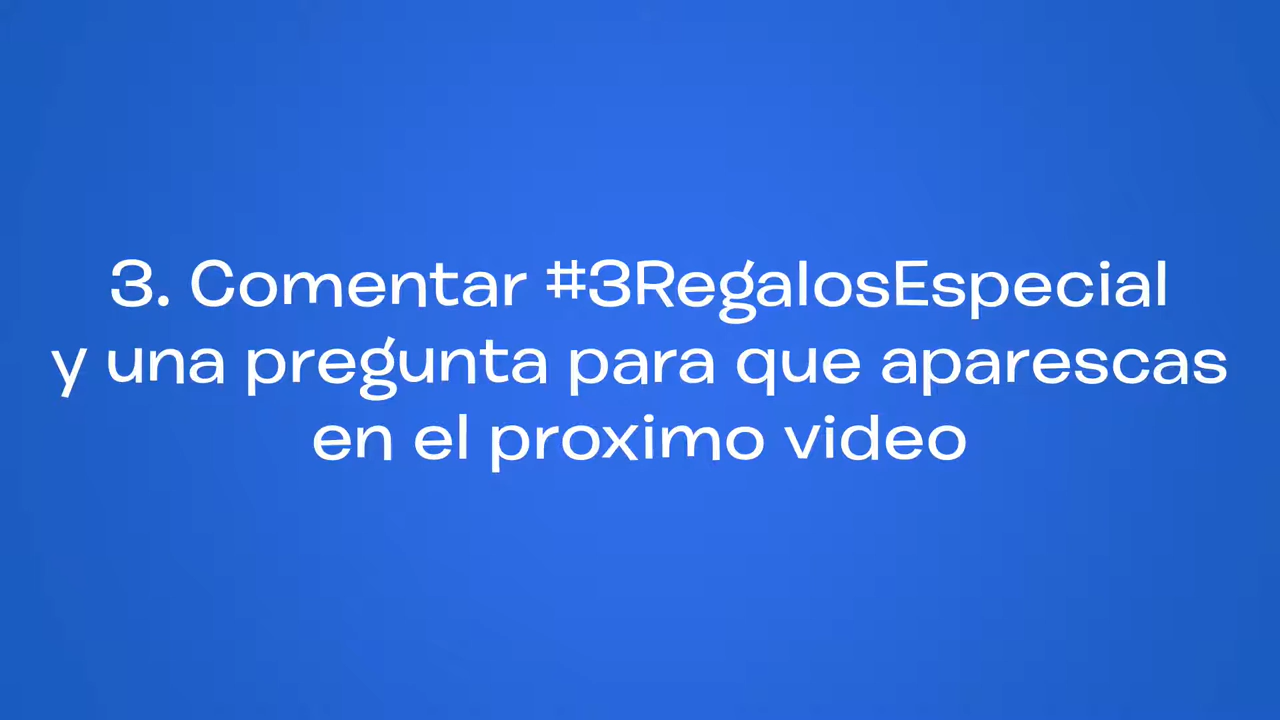 3. Comentar #3RegalosEspecial
y una pregunta para que aparescas
en el proximo video